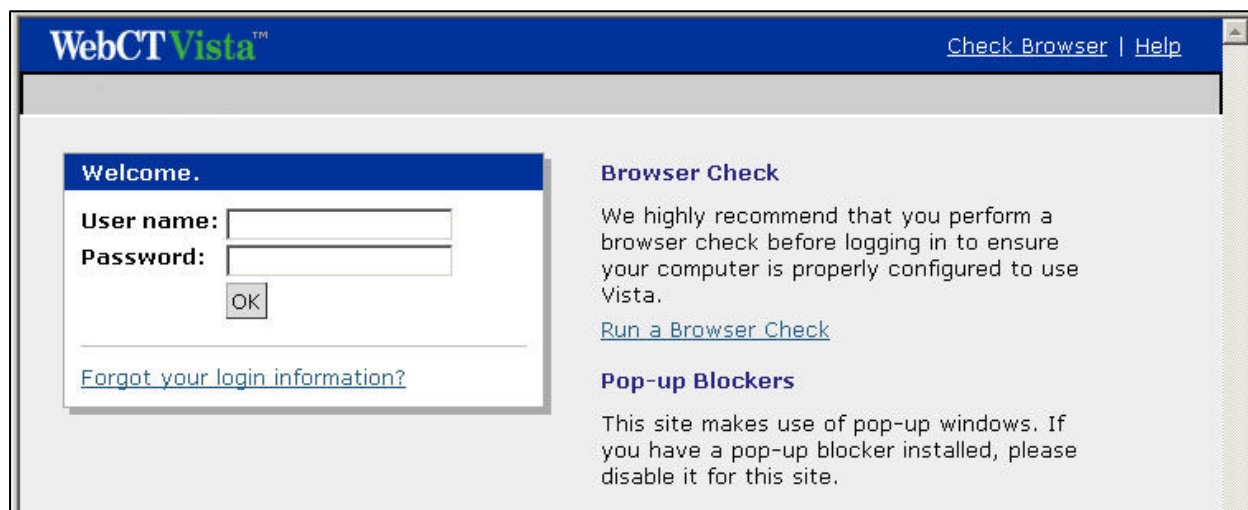 WebCT Vista™
Check Browser | Help
Welcome.
User name:
Password:
OK
Forgot your login information?
Browser Check
We highly recommend that you perform a
browser check before logging in to ensure
your computer is properly configured to use
Vista.
Run a Browser Check
Pop-up Blockers
This site makes use of pop-up windows. If
you have a pop-up blocker installed, please
disable it for this site.